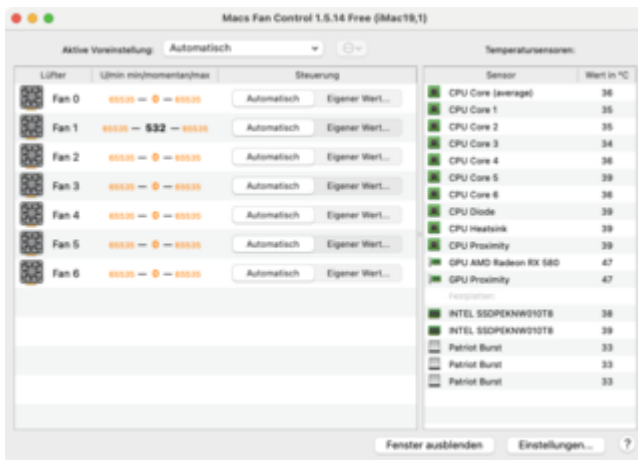 Macs Fan Control 1.5.14 Free (iMac19,1)
Aktive Voreinstellung: Automatisch
Temperatursensoren:
Lüfter U/min min/momentan/max Steuerung
Fan 0 65535 — 0 — 65535 Automatisch Eigener Wert...
Fan 1 65535 — 532 — 65535 Automatisch Eigener Wert...
Fan 2 65535 — 0 — 65535 Automatisch Eigener Wert...
Fan 3 65535 — 0 — 65535 Automatisch Eigener Wert...
Fan 4 65535 — 0 — 65535 Automatisch Eigener Wert...
Fan 5 65535 — 0 — 65535 Automatisch Eigener Wert...
Fan 6 65535 — 0 — 65535 Automatisch Eigener Wert...
Sensor Wert in °C
CPU Core (average) 36
CPU Core 1 35
CPU Core 2 35
CPU Core 3 34
CPU Core 4 36
CPU Core 5 39
CPU Core 6 36
CPU Diode 39
CPU Heatsink 39
CPU Proximity 39
GPU AMD Radeon RX 580 47
GPU Proximity 47
Festplatten:
INTEL SSDPEKNW010T8 38
INTEL SSDPEKNW010T8 39
Patriot Burst 33
Patriot Burst 33
Patriot Burst 33
Fenster ausblenden Einstellungen... ?